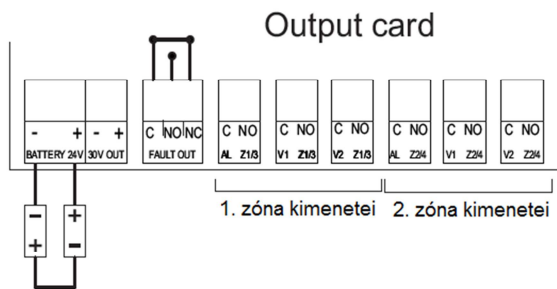 Output card
- + - + C NO NC C NO C NO C NO C NO C NO C NO
BATTERY 24V 30V OUT FAULT OUT AL Z1/3 V1 Z1/3 V2 Z1/3 AL Z2/4 V1 Z2/4 V2 Z2/4
1. zóna kimenetei 2. zóna kimenetei
- +
+ -